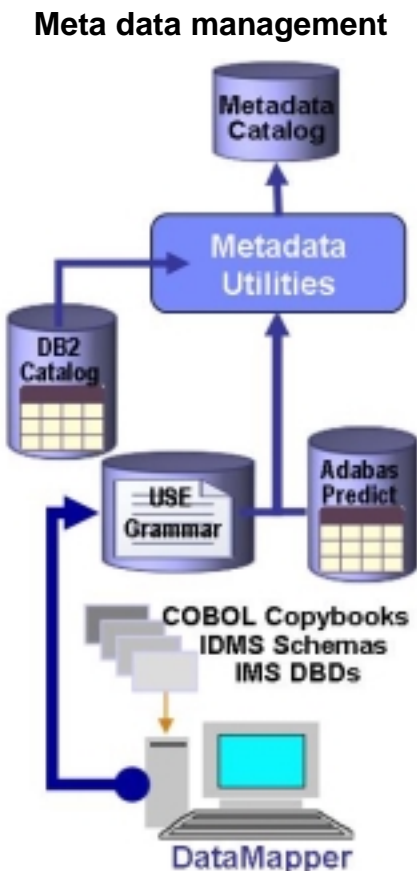 Meta data management
Metadata
Catalog
Metadata
Utilities
DB2
Catalog
USE
Grammar
Adabas
Predict
COBOL Copybooks
IDMS Schemas
IMS DBDs
DataMapper